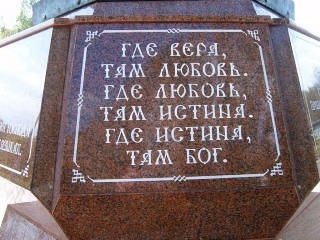 ГДЕ ВЕРА,
ТАМ ЛЮБОВЬ.
ГДЕ ЛЮБОВЬ,
ТАМ ИСТИНА.
ГДЕ ИСТИНА,
ТАМ БОГ.